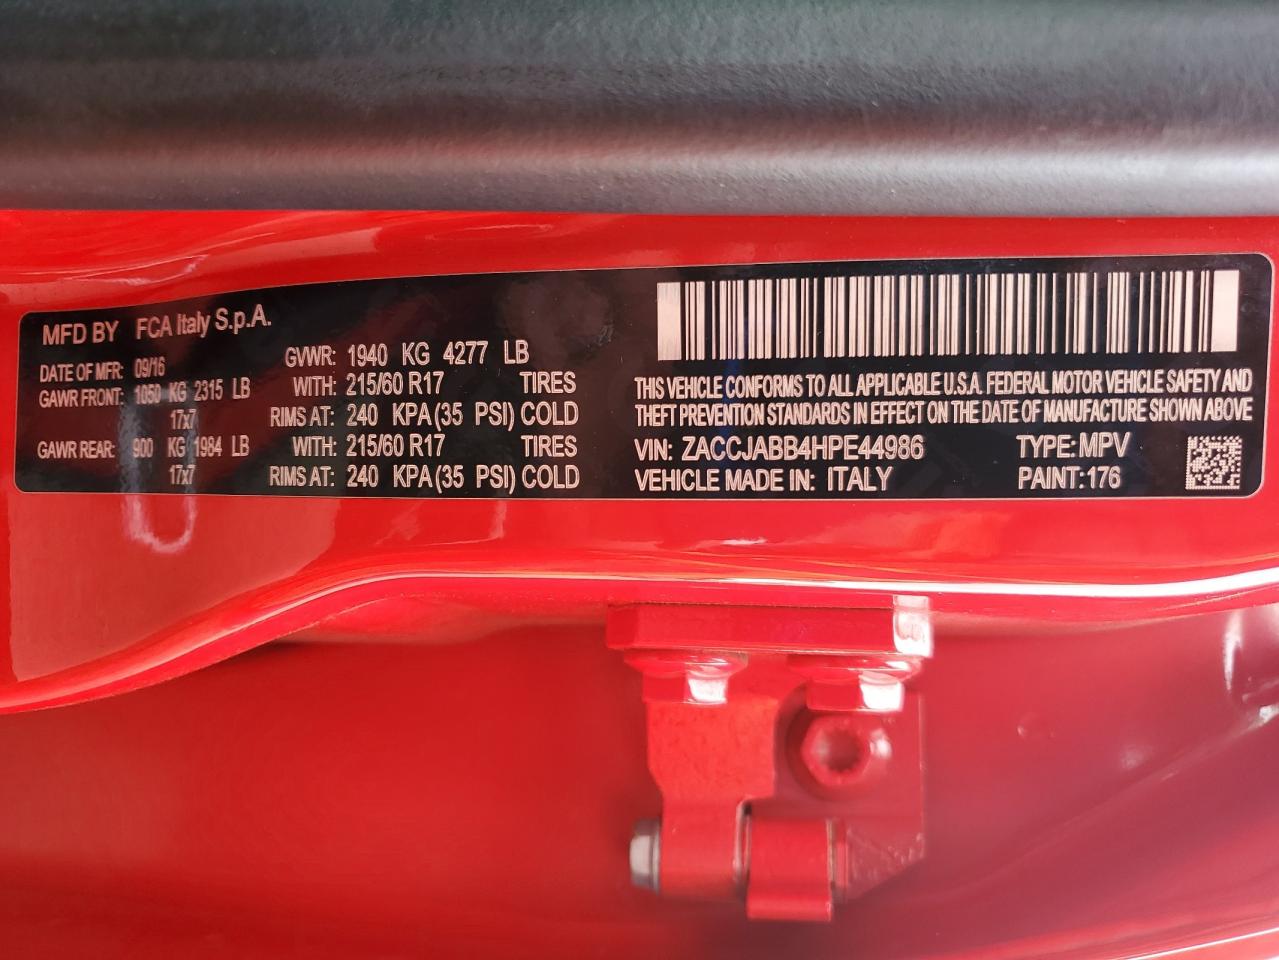 MFD BY FCA Italy S.p.A.
DATE OF MFR: 09/16 GVWR: 1940 KG 4277 LB
GAWR FRONT: 1050 KG 2315 LB WITH: 215/60 R17 TIRES
17x7 RIMS AT: 240 KPA (35 PSI) COLD
GAWR REAR: 900 KG 1984 LB WITH: 215/60 R17 TIRES
17x7 RIMS AT: 240 KPA (35 PSI) COLD
THIS VEHICLE CONFORMS TO ALL APPLICABLE U.S.A. FEDERAL MOTOR VEHICLE SAFETY AND
THEFT PREVENTION STANDARDS IN EFFECT ON THE DATE OF MANUFACTURE SHOWN ABOVE
VIN: ZACCJABB4HPE44986 TYPE: MPV
VEHICLE MADE IN: ITALY PAINT: 176